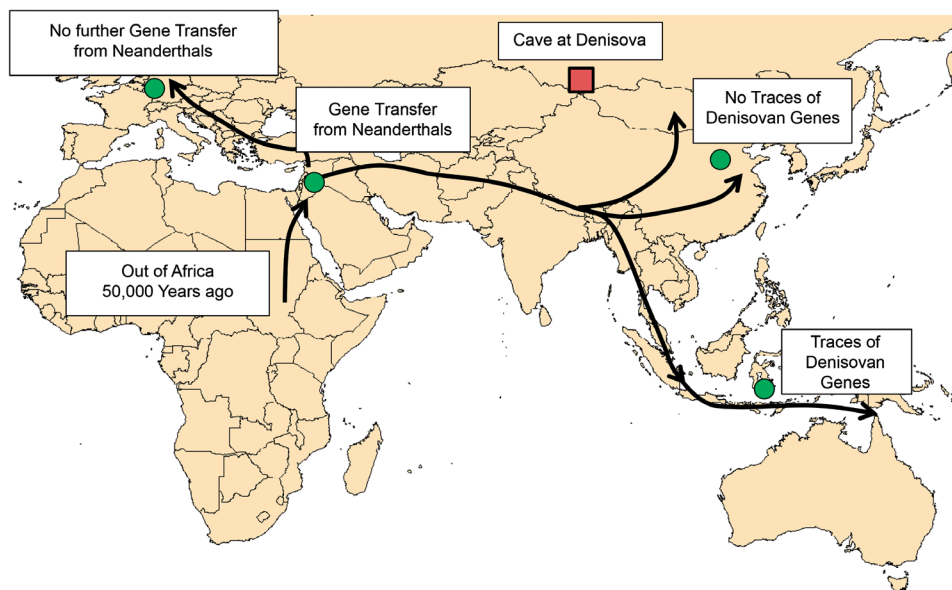 No further Gene Transfer
from Neanderthals
Cave at Denisova
Gene Transfer
from Neanderthals
No Traces of
Denisovan Genes
Out of Africa
50,000 Years ago
Traces of
Denisovan
Genes